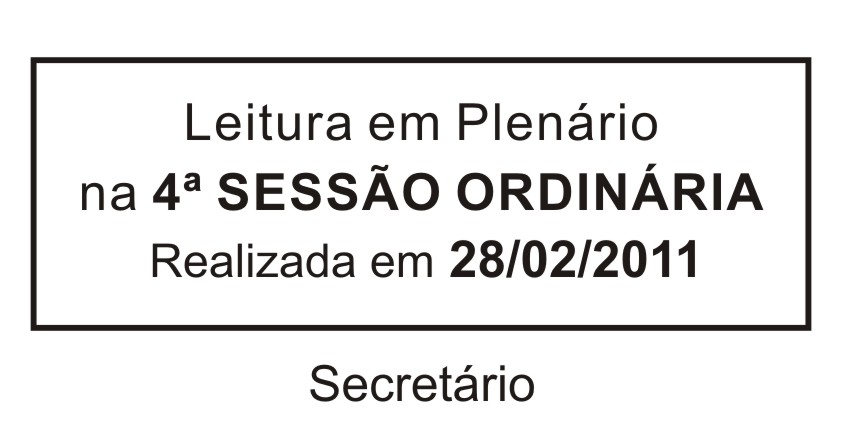 Leitura em Plenário
na 4ª SESSÃO ORDINÁRIA
Realizada em 28/02/2011
Secretário